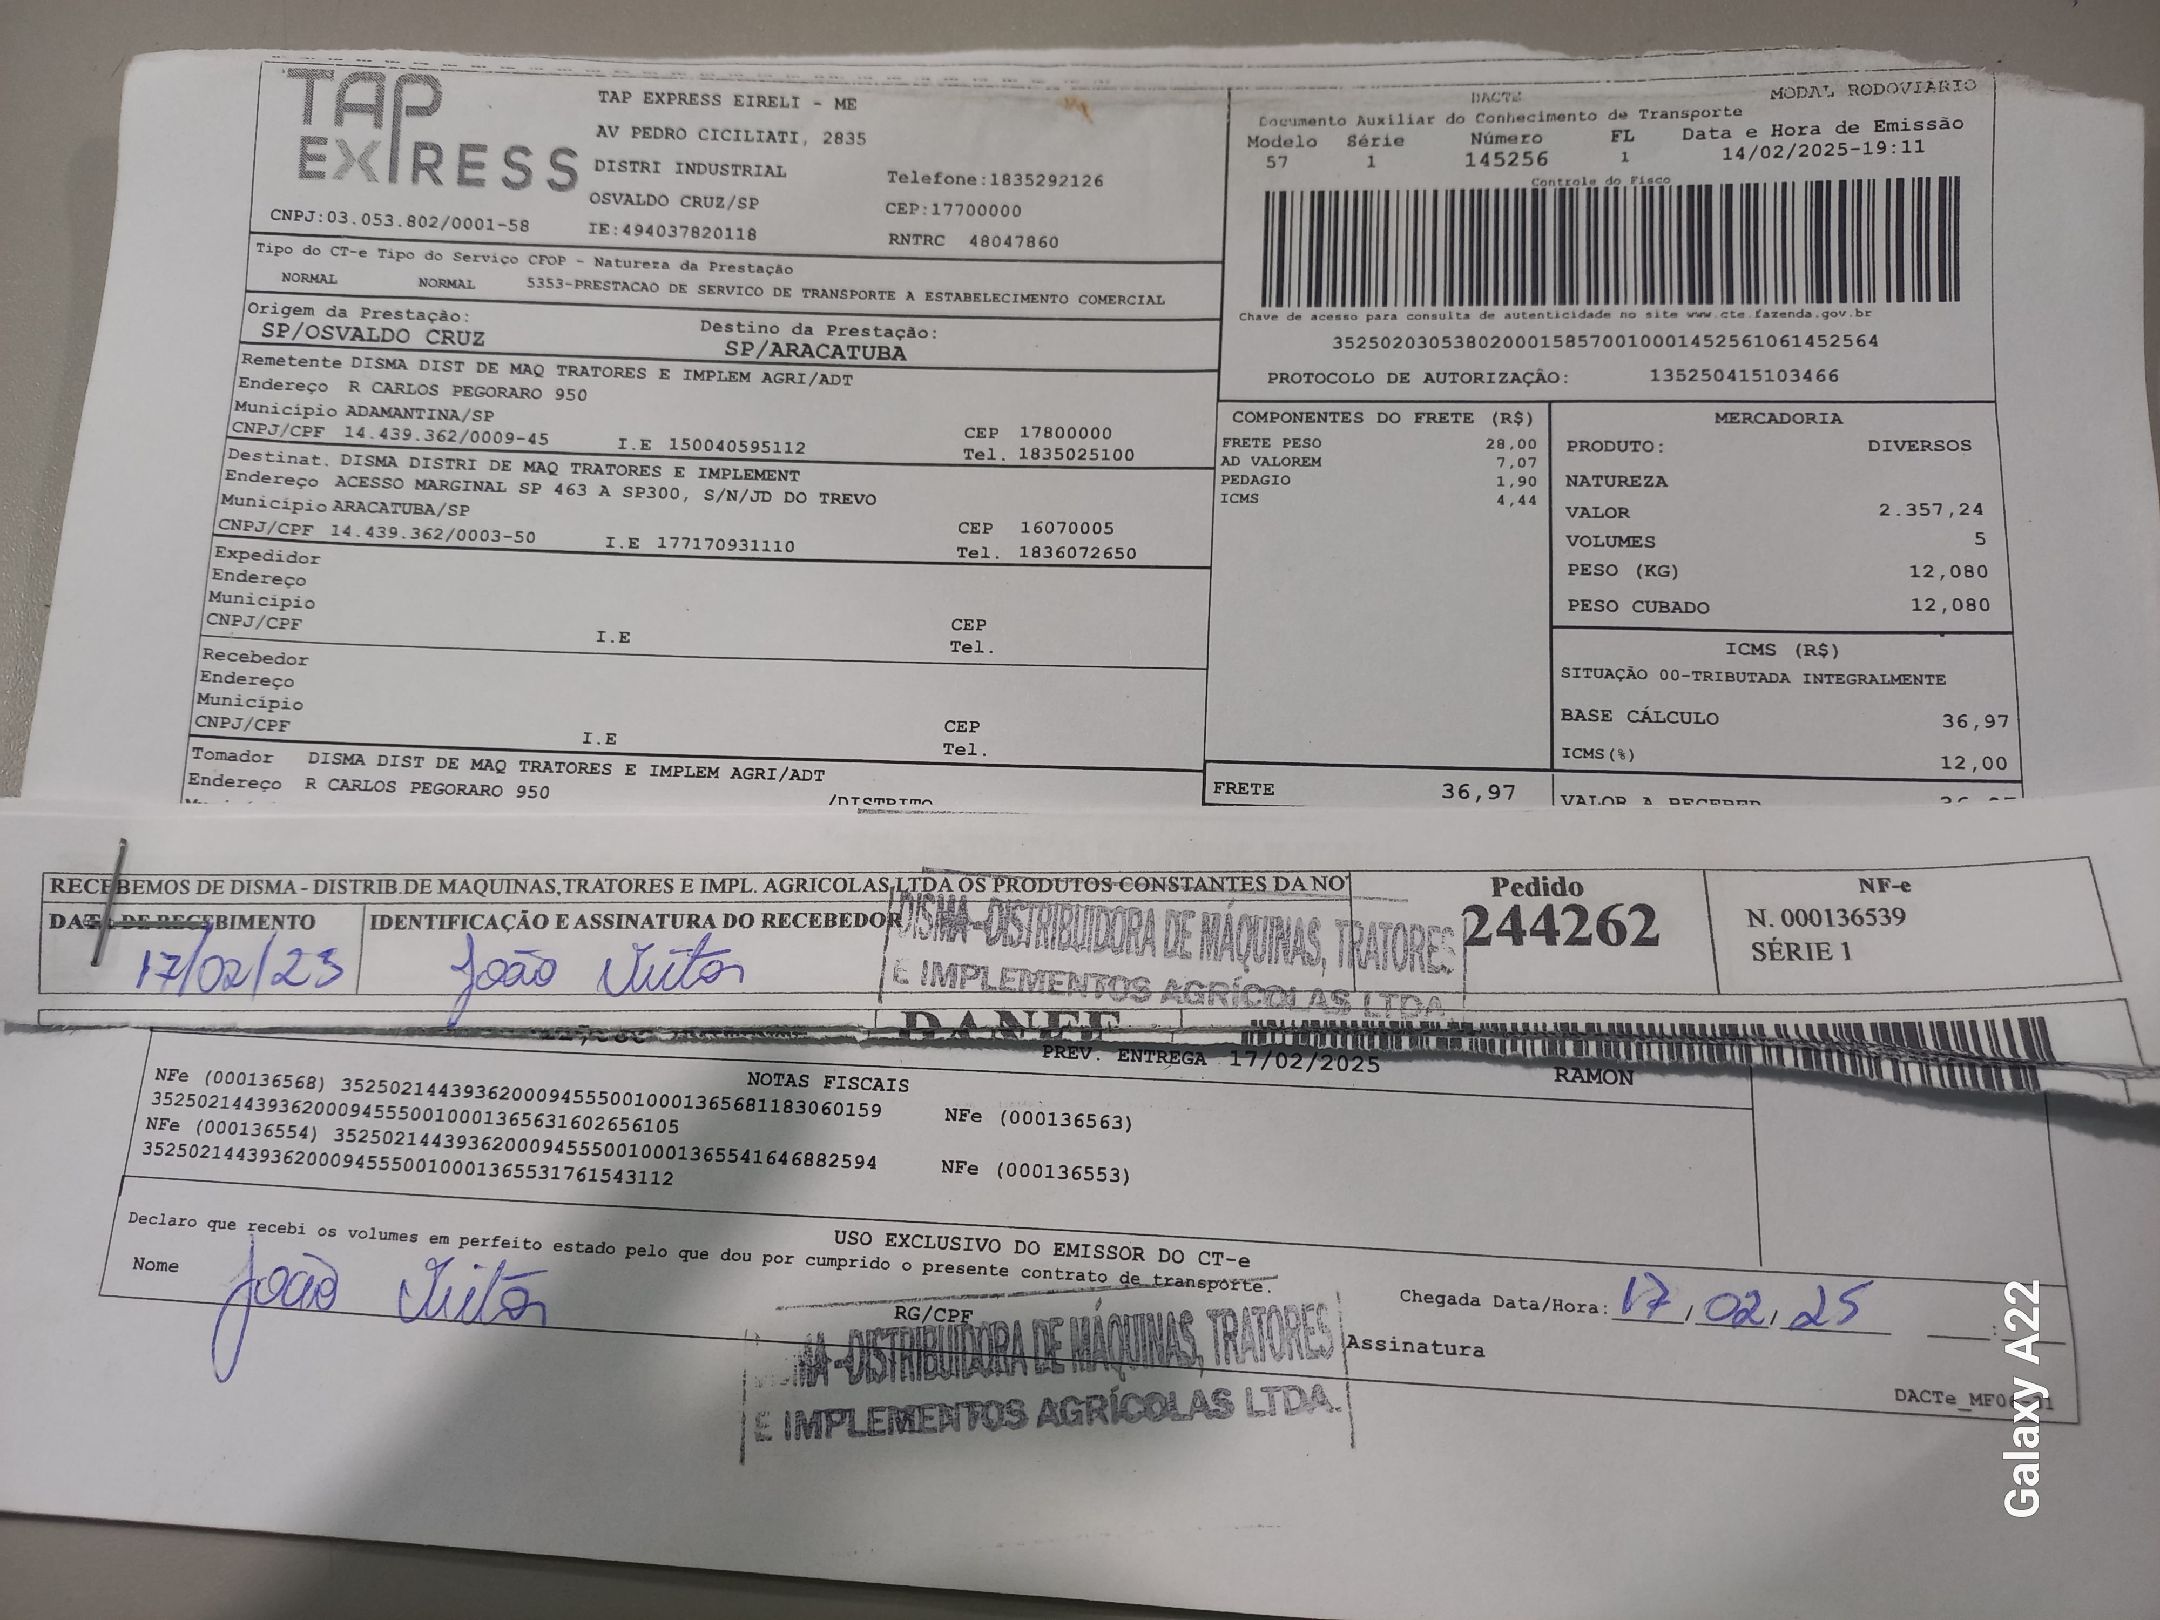 TAP
EXPRESS
TAP EXPRESS EIRELI - ME
AV PEDRO CICILIATI, 2835
DISTRI INDUSTRIAL
Telefone:1835292126
OSVALDO CRUZ/SP
CEP:17700000
CNPJ:03.053.802/0001-58
IE:494037820118
RNTRC 48047860
DACTE
MODAL RODOVIÁRIO
Documento Auxiliar do Conhecimento de Transporte
Modelo Série Número FL Data e Hora de Emissão
57 1 145256 1 14/02/2025-19:11
Controle do Fisco
Chave de acesso para consulta de autenticidade no site www.cte.fazenda.gov.br
35250203053802000158570010001452561061452564
PROTOCOLO DE AUTORIZAÇÃO: 135250415103466
Tipo do CT-e Tipo do Serviço CFOP - Natureza da Prestação
NORMAL NORMAL 5353-PRESTACAO DE SERVICO DE TRANSPORTE A ESTABELECIMENTO COMERCIAL
Origem da Prestação: Destino da Prestação:
SP/OSVALDO CRUZ SP/ARACATUBA
Remetente DISMA DIST DE MAQ TRATORES E IMPLEM AGRI/ADT
Endereço R CARLOS PEGORARO 950
Município ADAMANTINA/SP
CEP 17800000
CNPJ/CPF 14.439.362/0009-45 I.E 150040595112 Tel. 1835025100
Destinat. DISMA DISTRI DE MAQ TRATORES E IMPLEMENT
Endereço ACESSO MARGINAL SP 463 A SP300, S/N/JD DO TREVO
Município ARACATUBA/SP
CEP 16070005
CNPJ/CPF 14.439.362/0003-50 I.E 177170931110 Tel. 1836072650
Expedidor
Endereço
Município
CEP
CNPJ/CPF I.E Tel.
Recebedor
Endereço
Município
CEP
CNPJ/CPF I.E Tel.
Tomador DISMA DIST DE MAQ TRATORES E IMPLEM AGRI/ADT
Endereço R CARLOS PEGORARO 950
/DISTRITO
COMPONENTES DO FRETE (R$)
FRETE PESO 28,00
AD VALOREM 7,07
PEDAGIO 1,90
ICMS 4,44
FRETE 36,97
MERCADORIA
PRODUTO: DIVERSOS
NATUREZA
VALOR 2.357,24
VOLUMES 5
PESO (KG) 12,080
PESO CUBADO 12,080
ICMS (R$)
SITUAÇÃO 00-TRIBUTADA INTEGRALMENTE
BASE CÁLCULO 36,97
ICMS(%) 12,00
VALOR A RECEBER
RECEBEMOS DE DISMA - DISTRIB.DE MAQUINAS,TRATORES E IMPL. AGRICOLAS,LTDA OS PRODUTOS CONSTANTES DA NO
DATA DE RECEBIMENTO IDENTIFICAÇÃO E ASSINATURA DO RECEBEDOR
17/02/25 João Vitor
DISMA-DISTRIBUIDORA DE MÁQUINAS, TRATORES
E IMPLEMENTOS AGRÍCOLAS LTDA
Pedido
244262
NF-e
N. 000136539
SÉRIE 1
DANFE
PREV. ENTREGA 17/02/2025
RAMON
NOTAS FISCAIS
NFe (000136568) 35250214439362000945550010001365681183060159 NFe (000136563)
35250214439362000945550010001365631602656105
NFe (000136554) 35250214439362000945550010001365541646882594 NFe (000136553)
35250214439362000945550010001365531761543112
USO EXCLUSIVO DO EMISSOR DO CT-e
Declaro que recebi os volumes em perfeito estado pelo que dou por cumprido o presente contrato de transporte.
Nome João Vitor
RG/CPF
Chegada Data/Hora: 17,02,25 :
Assinatura
MA-DISTRIBUIDORA DE MÁQUINAS, TRATORES
E IMPLEMENTOS AGRÍCOLAS LTDA.
Galaxy A22